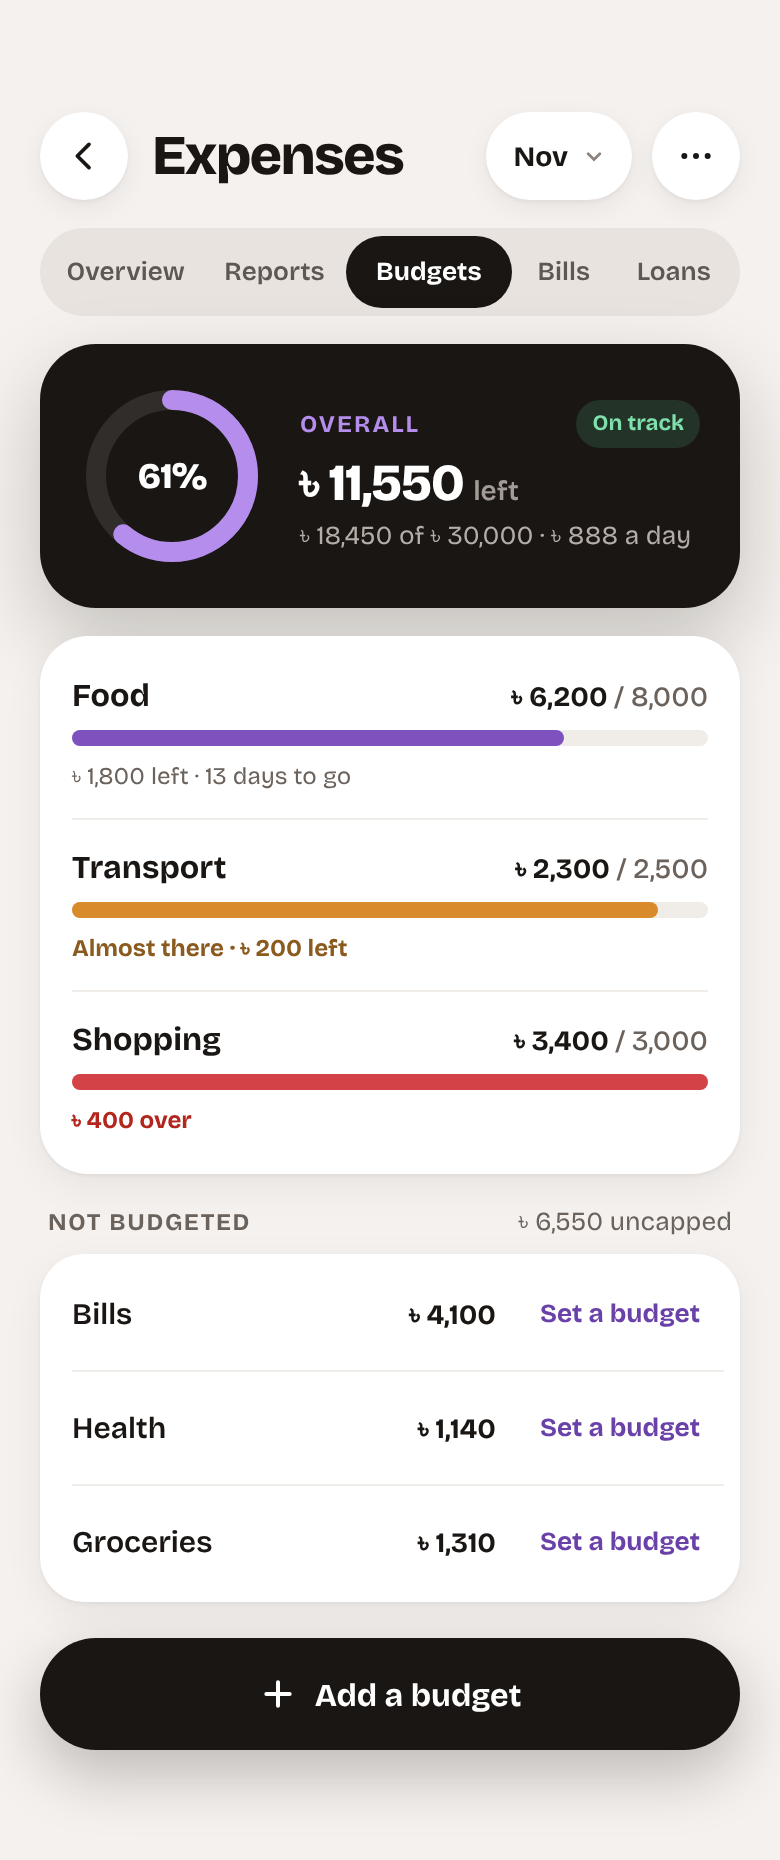 Expenses
Nov
Overview Reports Budgets Bills Loans
61%
OVERALL
On track
৳ 11,550 left
৳ 18,450 of ৳ 30,000 · ৳ 888 a day
Food ৳ 6,200 / 8,000
৳ 1,800 left · 13 days to go
Transport ৳ 2,300 / 2,500
Almost there · ৳ 200 left
Shopping ৳ 3,400 / 3,000
৳ 400 over
NOT BUDGETED ৳ 6,550 uncapped
Bills ৳ 4,100 Set a budget
Health ৳ 1,140 Set a budget
Groceries ৳ 1,310 Set a budget
Add a budget